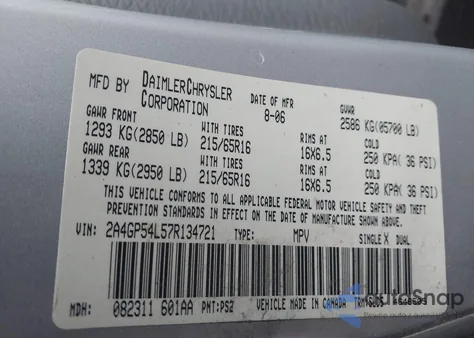 MFD BY DAIMLERCHRYSLER CORPORATION DATE OF MFR 8-06 GVWR 2586 KG(05700 LB)
GAWR FRONT WITH TIRES RIMS AT COLD
1293 KG(2850 LB) 215/65R16 16X6.5 250 KPA( 36 PSI)
GAWR REAR WITH TIRES RIMS AT COLD
1339 KG(2950 LB) 215/65R16 16X6.5 250 KPA( 36 PSI)
THIS VEHICLE CONFORMS TO ALL APPLICABLE FEDERAL MOTOR VEHICLE SAFETY AND THEFT
PREVENTION STANDARDS IN EFFECT ON THE DATE OF MANUFACTURE SHOWN ABOVE.
VIN: 2A4GP54L57R134721 TYPE: MPV SINGLE X DUAL
MDH: 082311 601AA PNT:PS2 VEHICLE MADE IN CANADA
AutoSnap